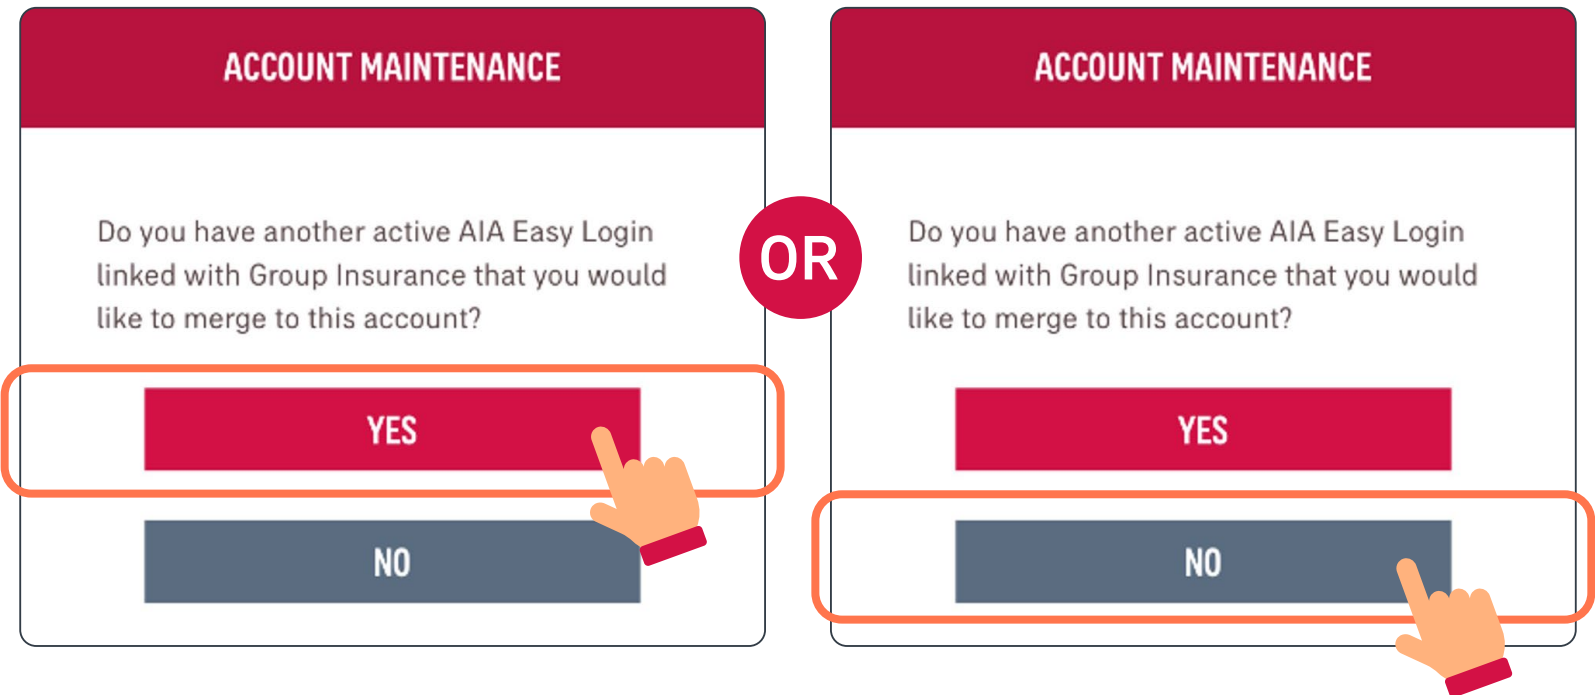 ACCOUNT MAINTENANCE
Do you have another active AIA Easy Login
linked with Group Insurance that you would
like to merge to this account?
YES
NO
OR
ACCOUNT MAINTENANCE
Do you have another active AIA Easy Login
linked with Group Insurance that you would
like to merge to this account?
YES
NO